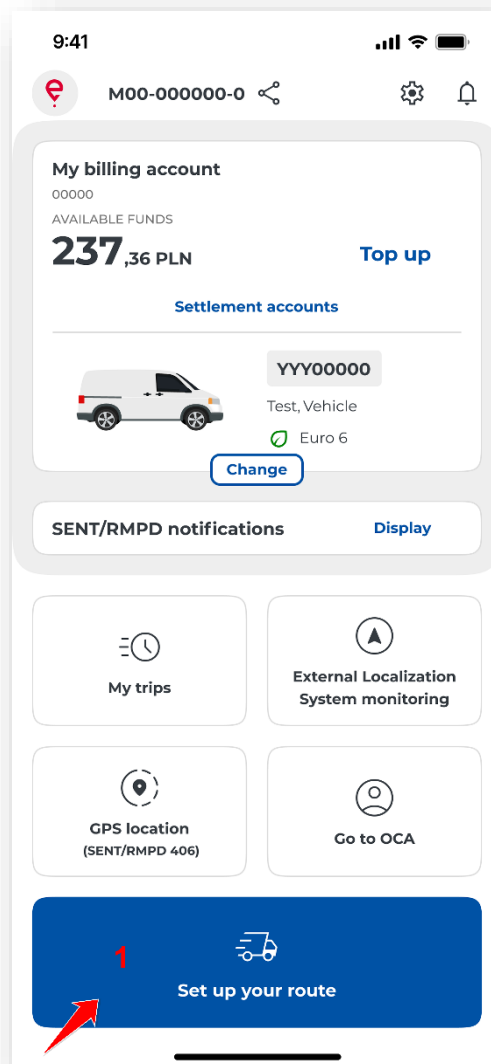 9:41
M00-000000-0
My billing account
00000
AVAILABLE FUNDS
237,36 PLN
Top up
Settlement accounts
YYY00000
Test, Vehicle
Euro 6
Change
SENT/RMPD notifications
Display
My trips
External Localization
System monitoring
GPS location
(SENT/RMPD 406)
Go to OCA
1
Set up your route